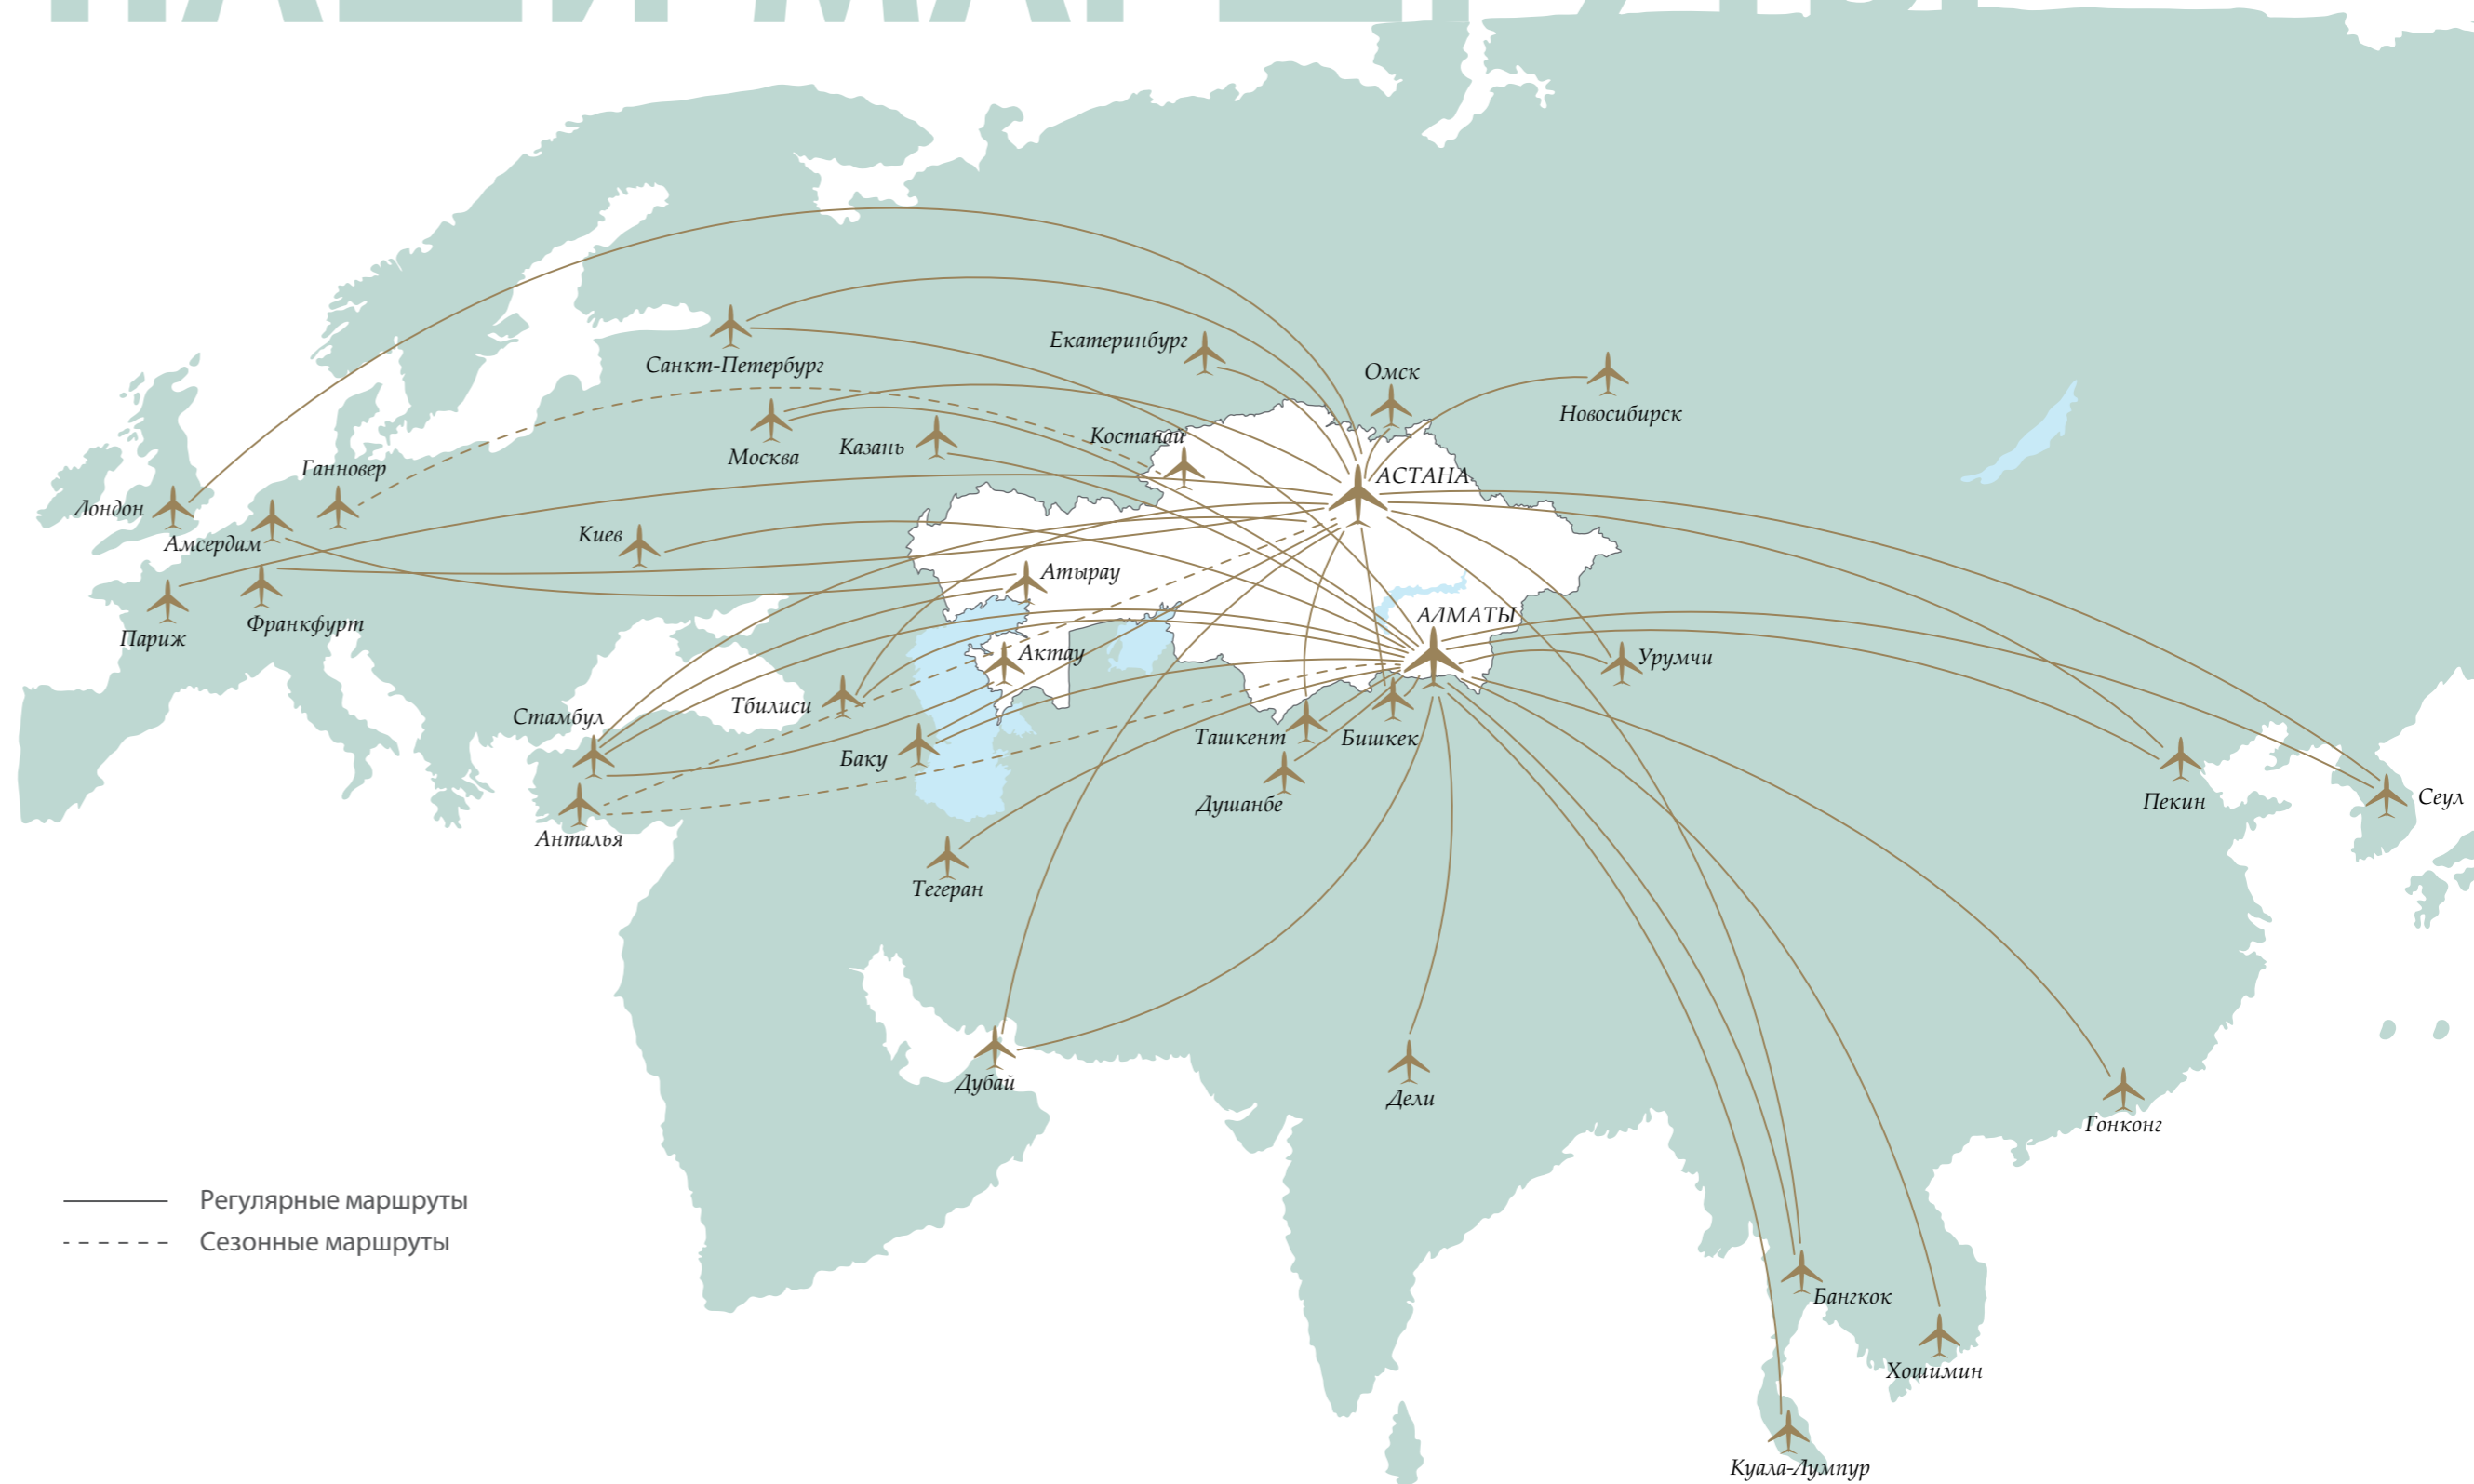 НАШИ МАРШРУТЫ
Санкт-Петербург
Екатеринбург
Омск
Новосибирск
Москва
Казань
Костанай
Ганновер
АСТАНА
Лондон
Амсердам
Киев
Атырау
Париж
Франкфурт
АЛМАТЫ
Актау
Урумчи
Тбилиси
Стамбул
Баку
Ташкент
Бишкек
Душанбе
Пекин
Сеул
Анталья
Тегеран
Дубай
Дели
Гонконг
Регулярные маршруты
Сезонные маршруты
Бангкок
Хошимин
Куала-Лумпур